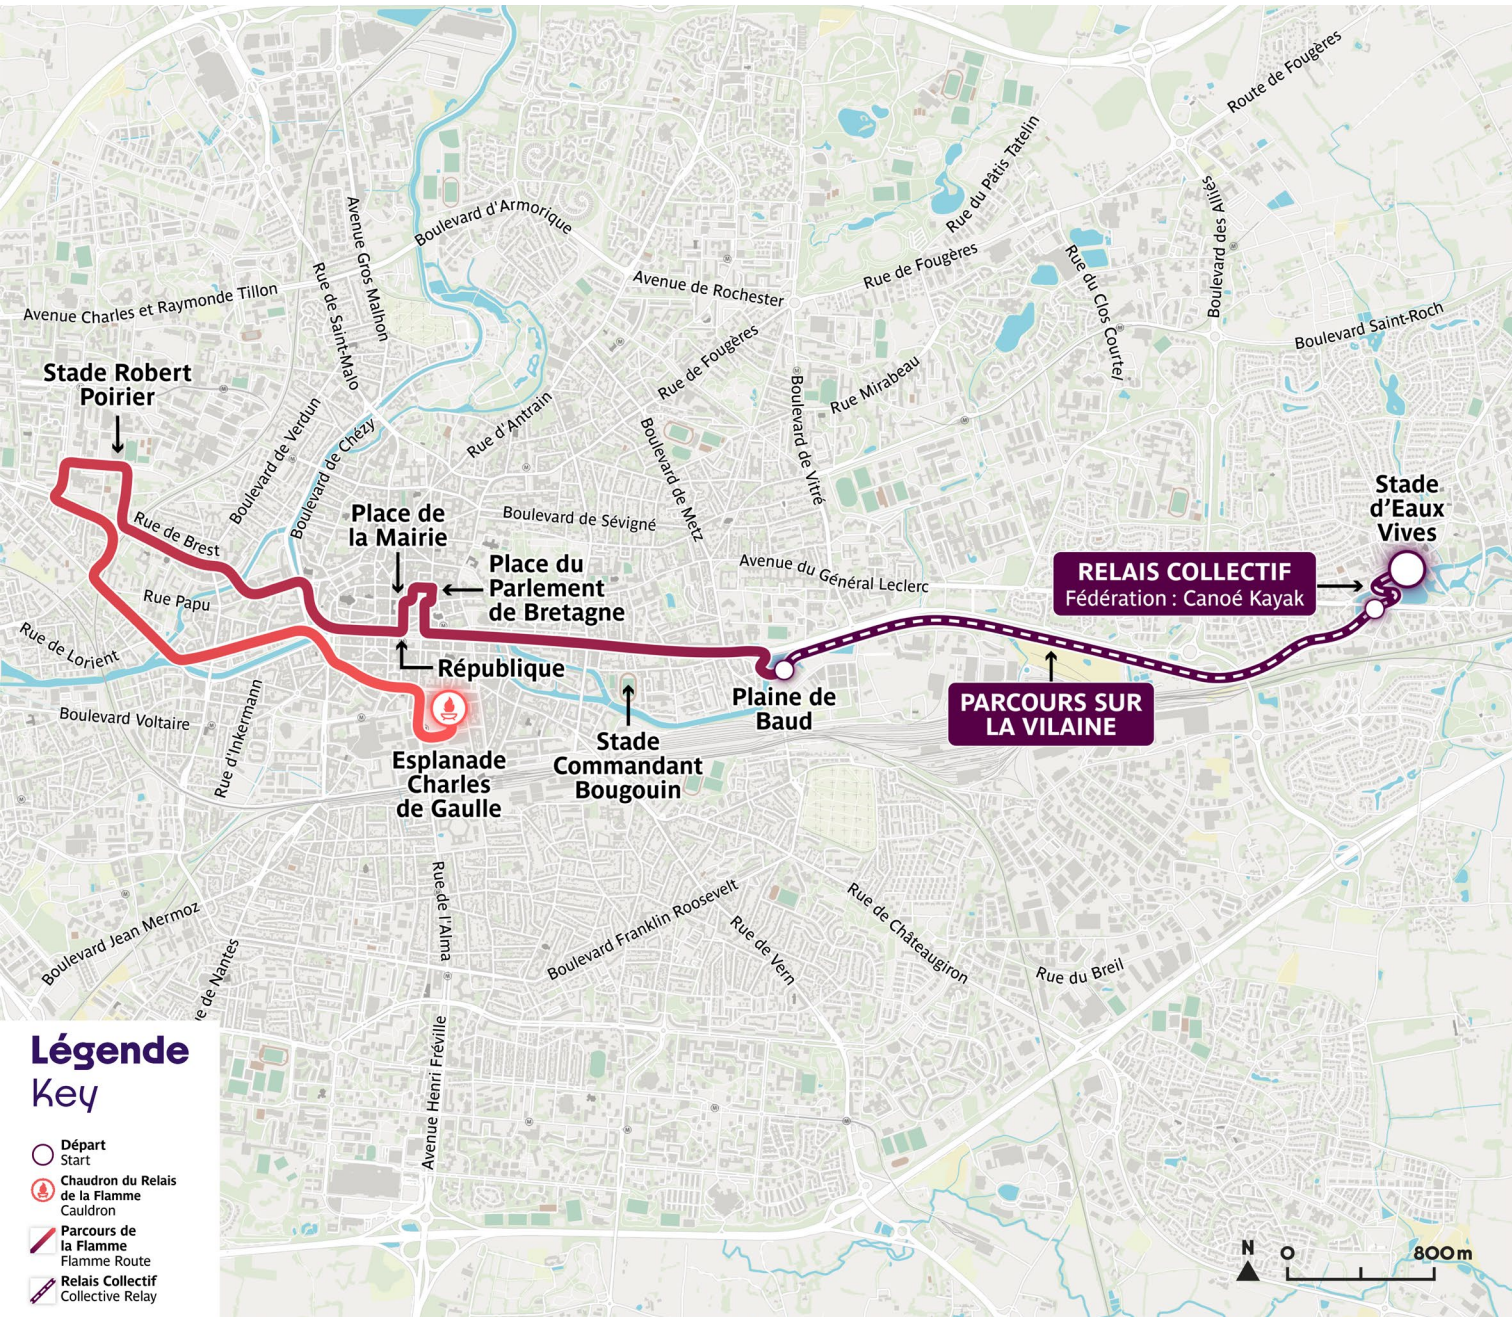 Route de Fougères
Rue du Pâtis Tatelin
Boulevard des Alliés
Avenue Gros Malhon
Boulevard d'Armorique
Rue de Fougères
Rue du Clos Courtel
Avenue de Rochester
Rue de Saint-Malo
Avenue Charles et Raymonde Tillon
Boulevard Saint-Roch
Rue de Fougères
Rue Mirabeau
Boulevard de Vitré
Stade Robert
Poirier
Boulevard de Verdun
Boulevard de Chézy
Rue d'Antrain
Boulevard de Metz
Stade
d'Eaux
Vives
Rue de Brest
Place de
la Mairie
Boulevard de Sévigné
Place du
Parlement
de Bretagne
Avenue du Général Leclerc
RELAIS COLLECTIF
Fédération : Canoé Kayak
Rue Papu
Rue de Lorient
République
Plaine de
Baud
PARCOURS SUR
LA VILAINE
Boulevard Voltaire
Rue d'Inkermann
Stade
Commandant
Bougouin
Esplanade
Charles
de Gaulle
Rue de l'Alma
Boulevard Franklin Roosevelt
Rue de Vern
Rue de Châteaugiron
Rue du Breil
Boulevard Jean Mermoz
ue de Nantes
Avenue Henri Fréville
Légende
Key
Départ
Start
Chaudron du Relais
de la Flamme
Cauldron
Parcours de
la Flamme
Flamme Route
Relais Collectif
Collective Relay
N 0 800m